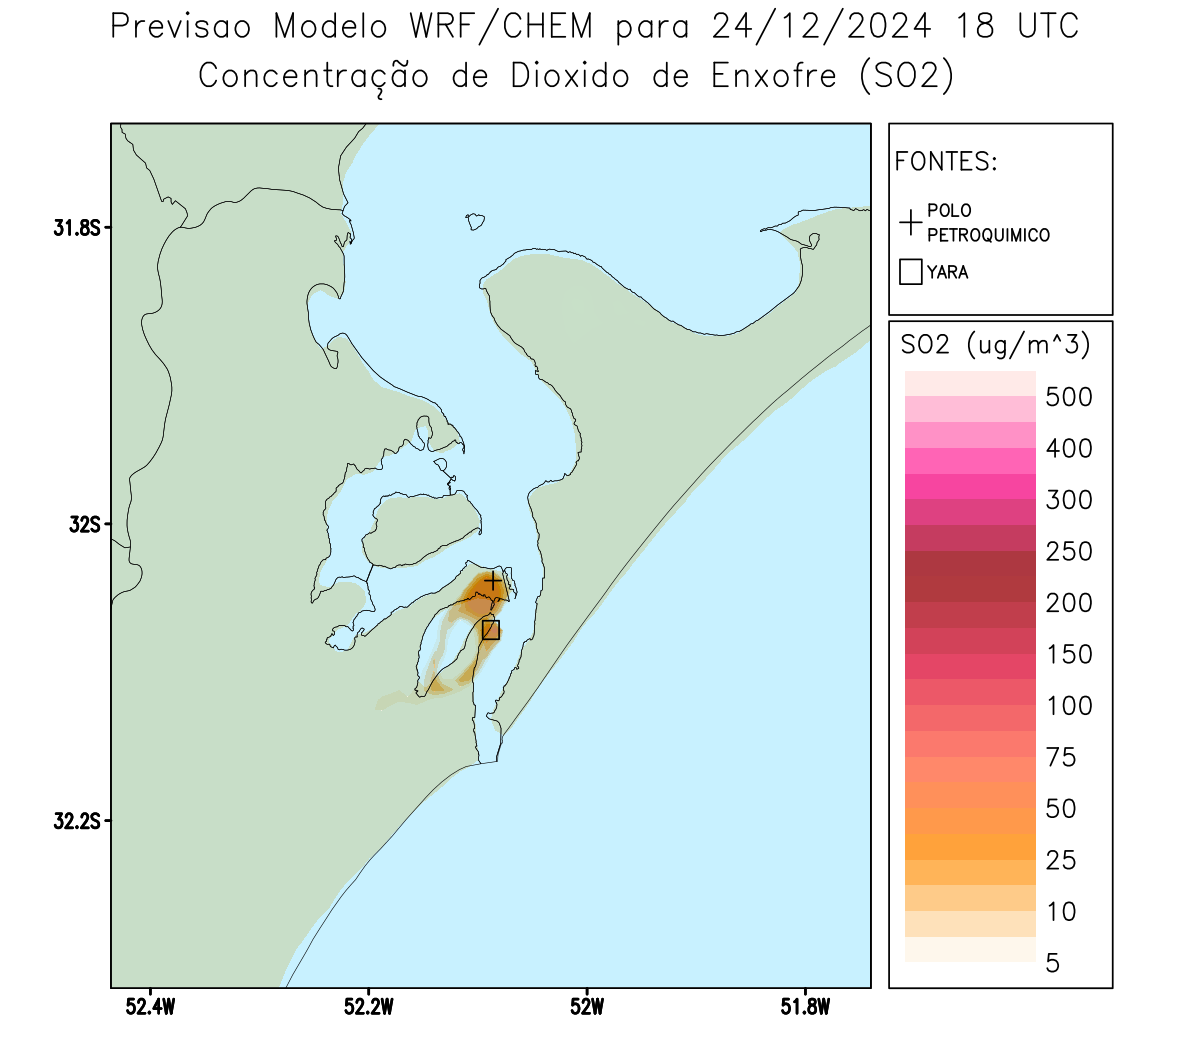 Previsao Modelo WRF/CHEM para 24/12/2024 18 UTC
Concentração de Dioxido de Enxofre (SO2)
FONTES:
POLO
PETROQUIMICO
YARA
SO2 (ug/m^3)
500
400
300
250
200
150
100
75
50
25
10
5
31.8S
32S
32.2S
52.4W
52.2W
52W
51.8W